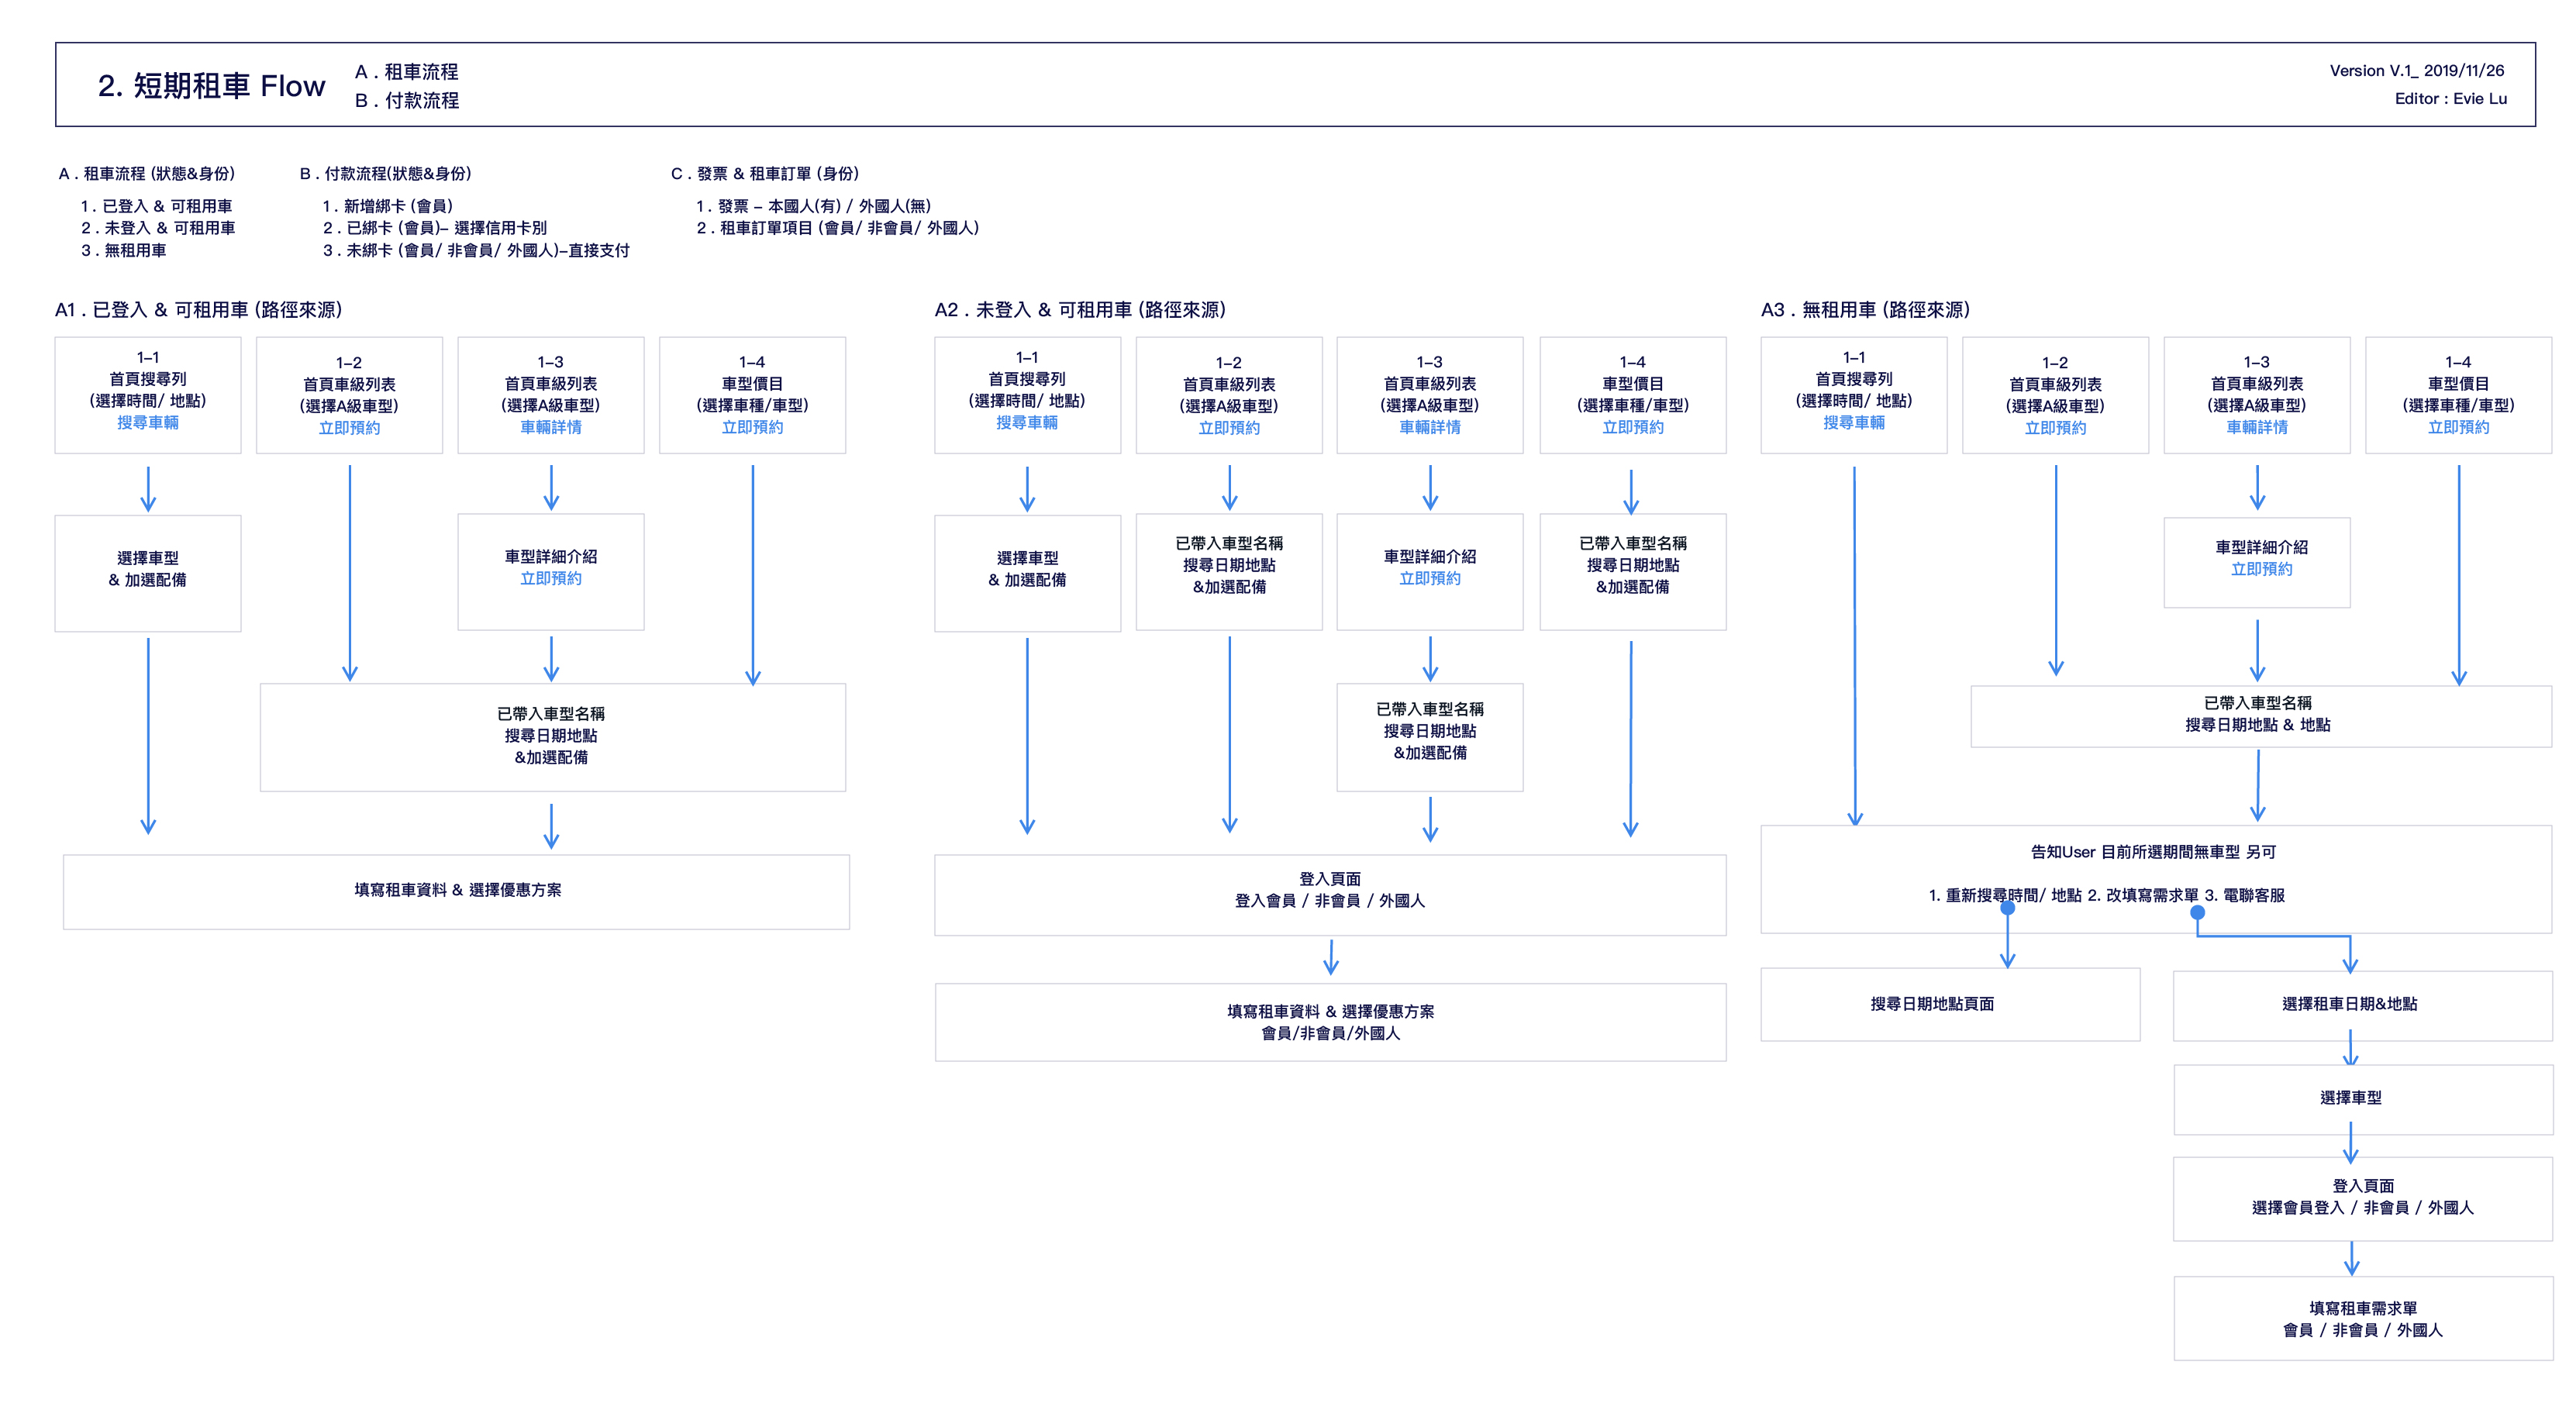 2. 短期租車 Flow
A . 租車流程
B . 付款流程
Version V.1_ 2019/11/26
Editor : Evie Lu
A . 租車流程 (狀態&身份)
1 . 已登入 & 可租用車
2 . 未登入 & 可租用車
3 . 無租用車
B . 付款流程(狀態&身份)
1 . 新增綁卡 (會員)
2 . 已綁卡 (會員)– 選擇信用卡別
3 . 未綁卡 (會員/ 非會員/ 外國人)–直接支付
C . 發票 & 租車訂單 (身份)
1 . 發票 – 本國人(有) / 外國人(無)
2 . 租車訂單項目 (會員/ 非會員/ 外國人)
A1 . 已登入 & 可租用車 (路徑來源)
1–1
首頁搜尋列
(選擇時間/ 地點)
搜尋車輛
1–2
首頁車級列表
(選擇A級車型)
立即預約
1–3
首頁車級列表
(選擇A級車型)
車輛詳情
1–4
車型價目
(選擇車種/車型)
立即預約
選擇車型
& 加選配備
車型詳細介紹
立即預約
已帶入車型名稱
搜尋日期地點
&加選配備
填寫租車資料 & 選擇優惠方案
A2 . 未登入 & 可租用車 (路徑來源)
1–1
首頁搜尋列
(選擇時間/ 地點)
搜尋車輛
1–2
首頁車級列表
(選擇A級車型)
立即預約
1–3
首頁車級列表
(選擇A級車型)
車輛詳情
1–4
車型價目
(選擇車種/車型)
立即預約
選擇車型
& 加選配備
已帶入車型名稱
搜尋日期地點
&加選配備
車型詳細介紹
立即預約
已帶入車型名稱
搜尋日期地點
&加選配備
已帶入車型名稱
搜尋日期地點
&加選配備
登入頁面
登入會員 / 非會員 / 外國人
填寫租車資料 & 選擇優惠方案
會員/非會員/外國人
A3 . 無租用車 (路徑來源)
1–1
首頁搜尋列
(選擇時間/ 地點)
搜尋車輛
1–2
首頁車級列表
(選擇A級車型)
立即預約
1–3
首頁車級列表
(選擇A級車型)
車輛詳情
1–4
車型價目
(選擇車種/車型)
立即預約
車型詳細介紹
立即預約
已帶入車型名稱
搜尋日期地點 & 地點
告知User 目前所選期間無車型 另可
1. 重新搜尋時間/ 地點 2. 改填寫需求單 3. 電聯客服
搜尋日期地點頁面
選擇租車日期&地點
選擇車型
登入頁面
選擇會員登入 / 非會員 / 外國人
填寫租車需求單
會員 / 非會員 / 外國人